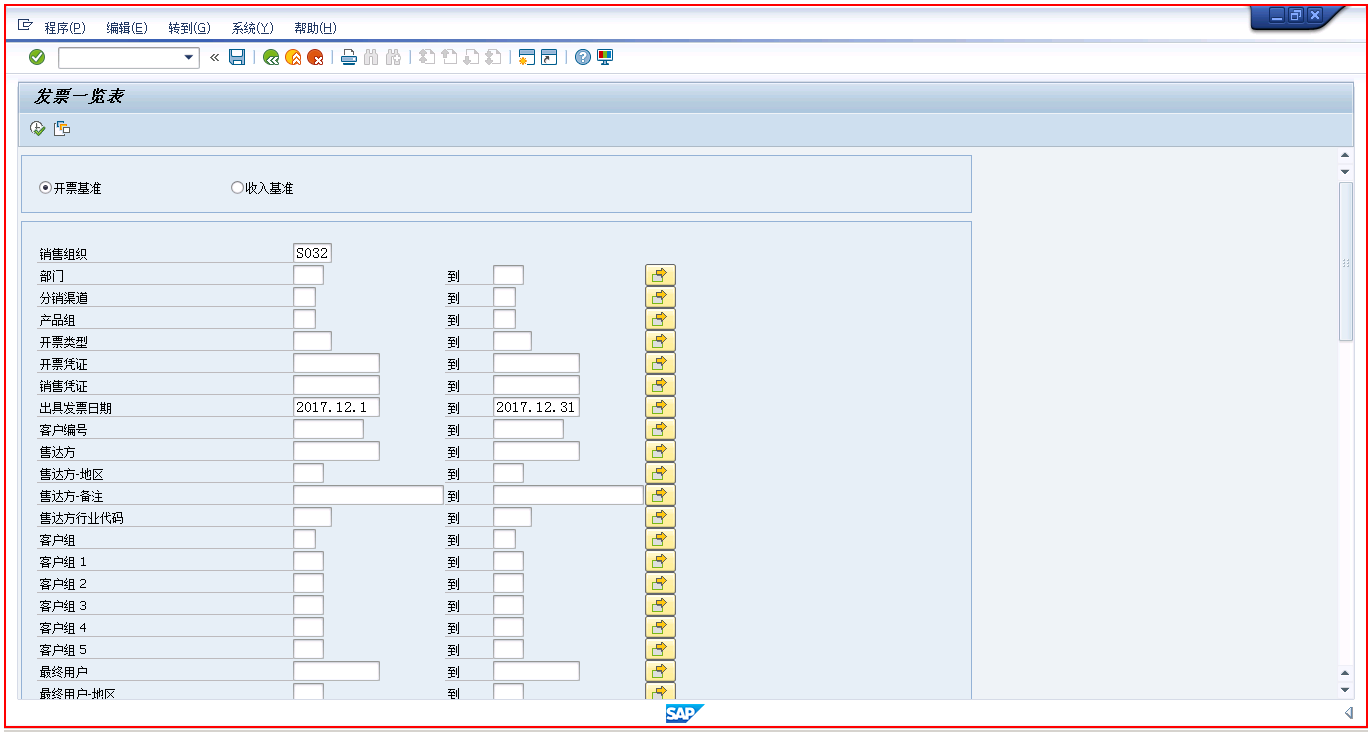 程序(P) 编辑(E) 转到(G) 系统(Y) 帮助(H)
发票一览表
开票基准 收入基准
销售组织 S032
部门 到
分销渠道 到
产品组 到
开票类型 到
开票凭证 到
销售凭证 到
出具发票日期 2017.12.1 到 2017.12.31
客户编号 到
售达方 到
售达方-地区 到
售达方-备注 到
售达方行业代码 到
客户组 到
客户组 1 到
客户组 2 到
客户组 3 到
客户组 4 到
客户组 5 到
最终用户 到
最终用户-地区 到
SAP